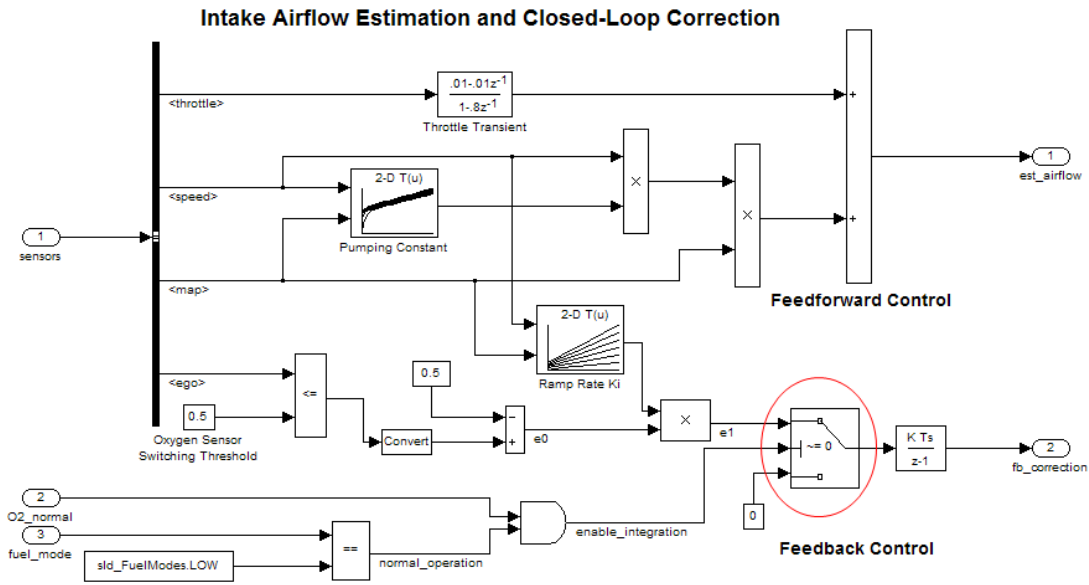 Intake Airflow Estimation and Closed-Loop Correction
<throttle>
.01-.01z-1
1-.8z-1
Throttle Transient
+
1
est_airflow
<speed>
2-D T(u)
Pumping Constant
×
×
+
1
sensors
<map>
Feedforward Control
2-D T(u)
Ramp Rate Ki
<ego>
<=
0.5
Oxygen Sensor
Switching Threshold
0.5
Convert
−
+
e0
×
e1
~= 0
0
K Ts
z-1
2
fb_correction
2
O2_normal
3
fuel_mode
sld_FuelModes.LOW
==
normal_operation
enable_integration
Feedback Control